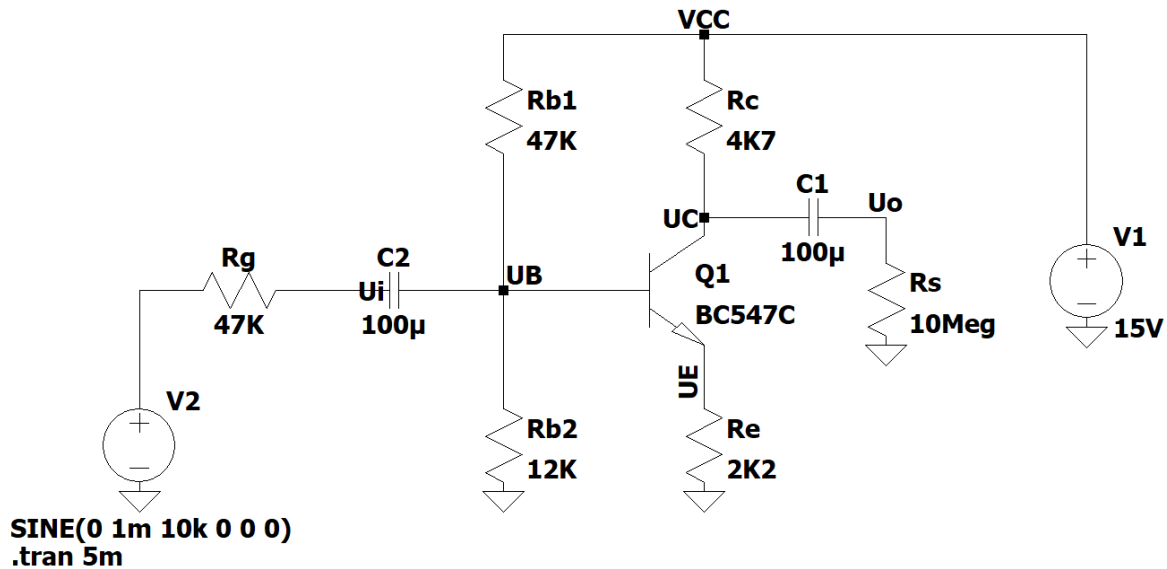 VCC
Rb1
47K
Rc
4K7
C1
100µ
Uo
UC
V1
15V
Rg
47K
C2
100µ
Ui
UB
Q1
BC547C
Rs
10Meg
UE
V2
Rb2
12K
Re
2K2
SINE(0 1m 10k 0 0 0)
.tran 5m